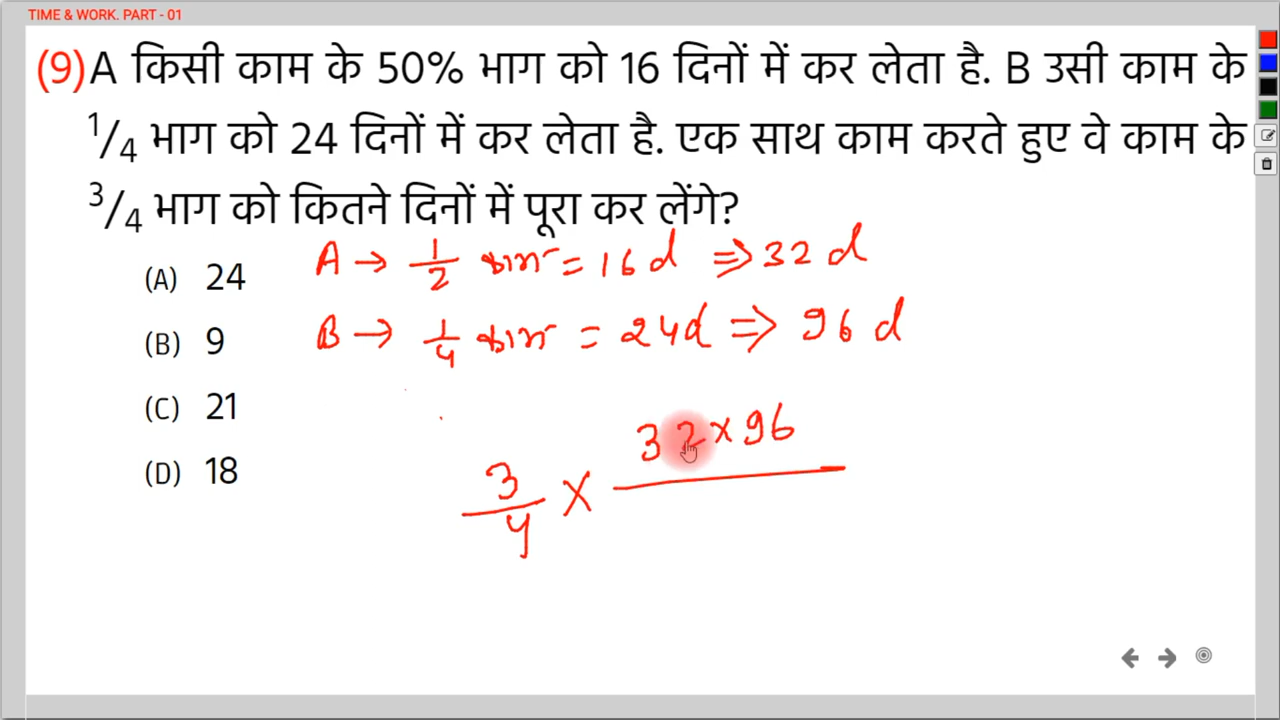 TIME & WORK. PART - 01
(9) A किसी काम के 50% भाग को 16 दिनों में कर लेता है. B उसी काम के
1/4 भाग को 24 दिनों में कर लेता है. एक साथ काम करते हुए वे काम के
3/4 भाग को कितने दिनों में पूरा कर लेंगे?
A → 1/2 काम = 16 d ⇒ 32 d
(A) 24
B → 1/4 काम = 24d ⇒ 96 d
(B) 9
(C) 21
32 × 96
3/4 ×
(D) 18